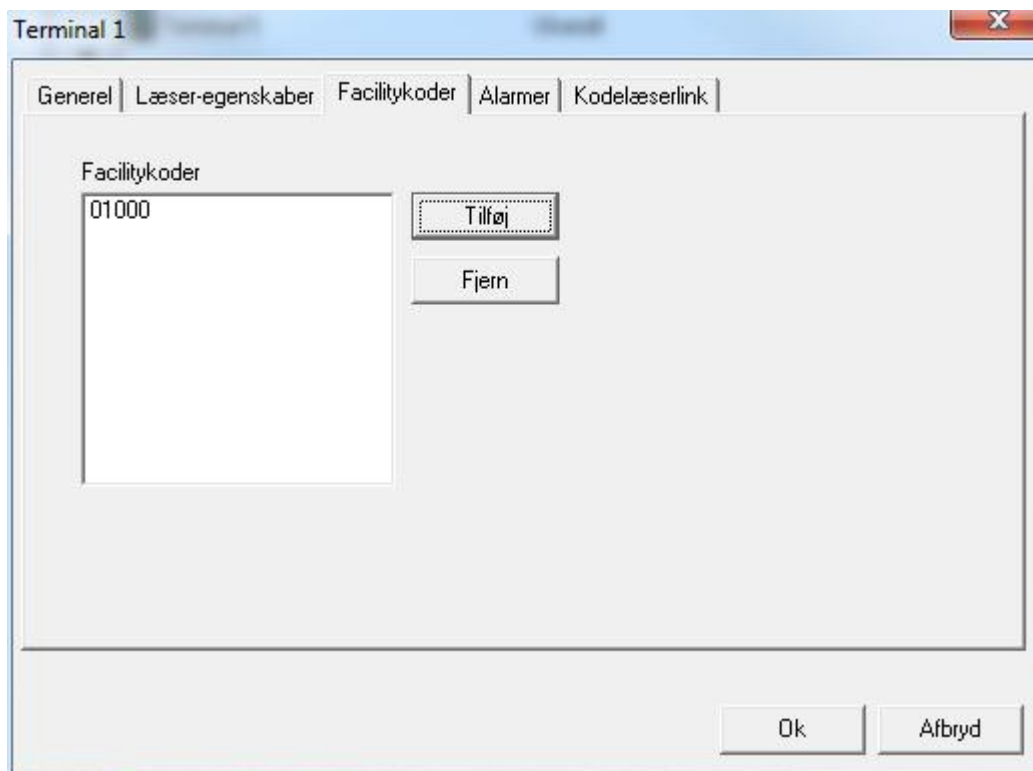 Terminal 1
Generel Læser-egenskaber Facilitykoder Alarmer Kodelæserlink
Facilitykoder
01000
Tilføj
Fjern
Ok Afbryd